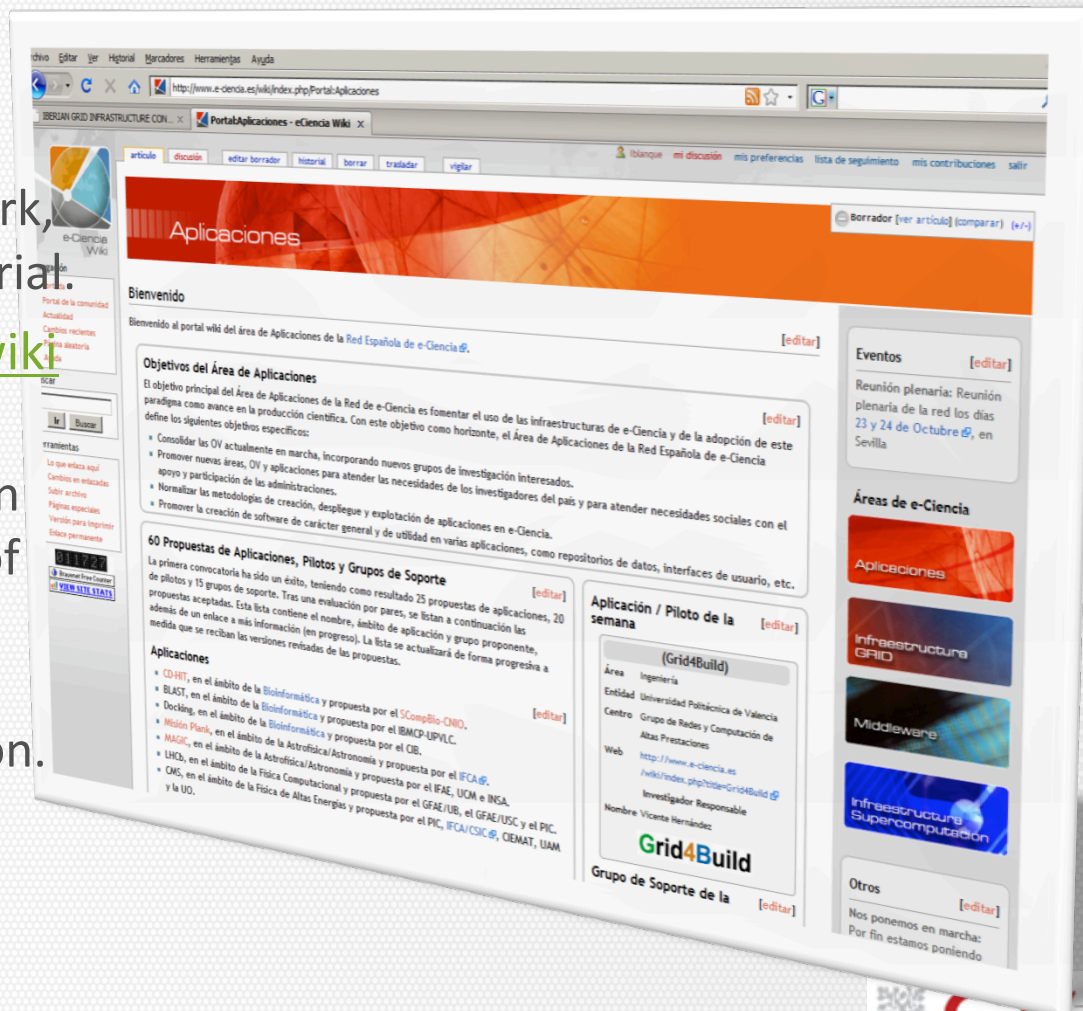 rk,
rial.
wiki
n
of
on.
Editar Ver Historial Marcadores Herramientas Ayuda
http://www.e-ciencia.es/wiki/index.php/Portal:Aplicaciones
IBERIAN GRID INFRASTRUCTURE CON...
Portal:Aplicaciones - eCiencia Wiki
artículo discusión editar borrador historial borrar trasladar vigilar
Iblanque mi discusión mis preferencias lista de seguimiento mis contribuciones salir
e-Ciencia
Wiki
Portal de la comunidad
Actualidad
Cambios recientes
Página aleatoria
Ir Buscar
Lo que enlaza aquí
Cambios en enlazadas
Subir archivo
Páginas especiales
Versión para imprimir
Enlace permanente
811727
Bravenet Free Counter
VIEW SITE STATS
Aplicaciones
Borrador [ver artículo] (comparar) (+/-)
Bienvenido [editar]
Bienvenido al portal wiki del área de Aplicaciones de la Red Española de e-Ciencia.
Objetivos del Área de Aplicaciones [editar]
El objetivo principal del Área de Aplicaciones de la Red de e-Ciencia es fomentar el uso de las infraestructuras de e-Ciencia y de la adopción de este
paradigma como avance en la producción científica. Con este objetivo como horizonte, el Área de Aplicaciones de la Red Española de e-Ciencia
define los siguientes objetivos específicos:
Consolidar las OV actualmente en marcha, incorporando nuevos grupos de investigación interesados.
Promover nuevas áreas, OV y aplicaciones para atender las necesidades de los investigadores del país y para atender necesidades sociales con el
apoyo y participación de las administraciones.
Normalizar las metodologías de creación, despliegue y explotación de aplicaciones en e-Ciencia.
Promover la creación de software de carácter general y de utilidad en varias aplicaciones, como repositorios de datos, interfaces de usuario, etc.
60 Propuestas de Aplicaciones, Pilotos y Grupos de Soporte [editar]
La primera convocatoria ha sido un éxito, teniendo como resultado 25 propuestas de aplicaciones, 20
de pilotos y 15 grupos de soporte. Tras una evaluación por pares, se listan a continuación las
propuestas aceptadas. Esta lista contiene el nombre, ámbito de aplicación y grupo proponente,
además de un enlace a más información (en progreso). La lista se actualizará de forma progresiva a
medida que se reciban las versiones revisadas de las propuestas.
Aplicaciones [editar]
CD-HIT, en el ámbito de la Bioinformática y propuesta por el SCompBio-CNIO.
BLAST, en el ámbito de la Bioinformática y propuesta por el IBMCP-UPVLC.
Docking, en el ámbito de la Bioinformática y propuesta por el CIB.
Misión Plank, en el ámbito de la Astrofísica/Astronomía y propuesta por el IFCA.
MAGIC, en el ámbito de la Astrofísica/Astronomía y propuesta por el IFAE, UCM e INSA.
LHCb, en el ámbito de la Física Computacional y propuesta por el GFAE/UB, el GFAE/USC y el PIC.
CMS, en el ámbito de la Física de Altas Energías y propuesta por el PIC, IFCA/CSIC, CIEMAT, UAM
y la UO.
Aplicación / Piloto de la
semana [editar]
(Grid4Build)
Área Ingeniería
Entidad Universidad Politécnica de Valencia
Centro Grupo de Redes y Computación de
Altas Prestaciones
Web http://www.e-ciencia.es
/wiki/index.php?title=Grid4Build
Investigador Responsable
Nombre Vicente Hernández
Grid4Build
Grupo de Soporte de la [editar]
Eventos [editar]
Reunión plenaria: Reunión
plenaria de la red los días
23 y 24 de Octubre, en
Sevilla
Áreas de e-Ciencia
Aplicaciones
Infraestructura
GRID
Middleware
Infraestructura
Supercomputación
Otros [editar]
Nos ponemos en marcha:
Por fin estamos poniendo